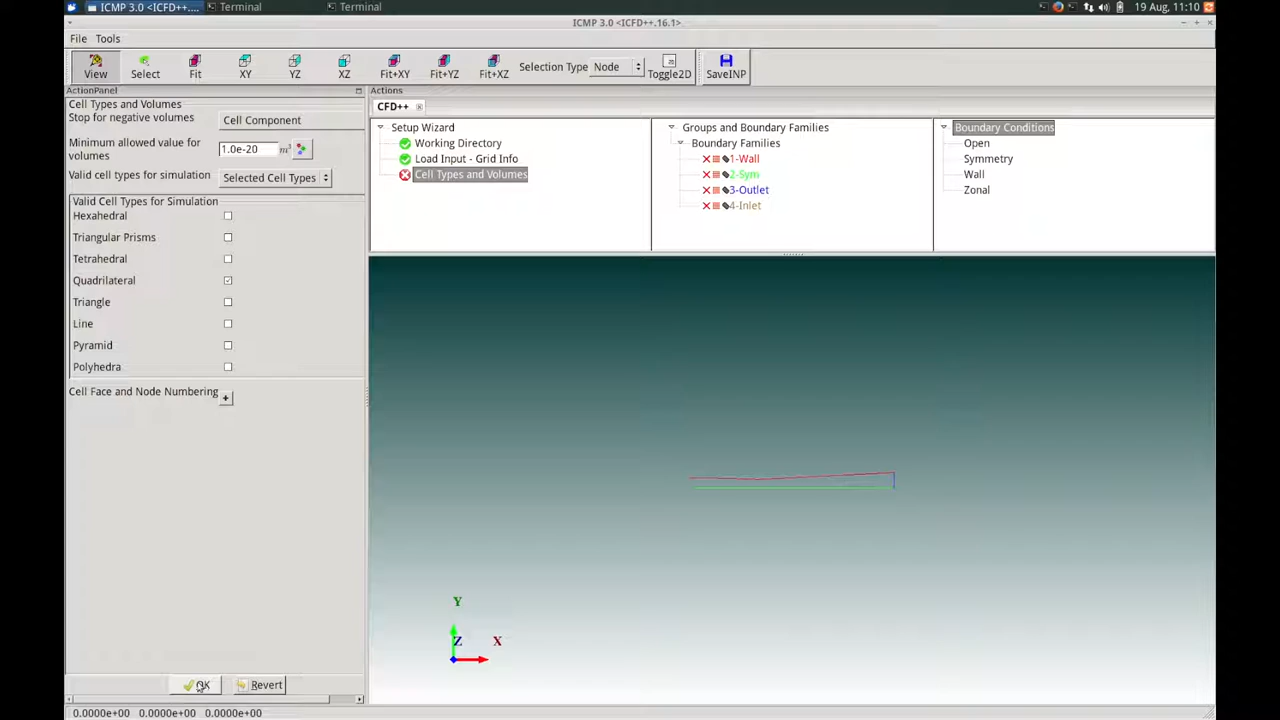 ICMP 3.0 <ICFD++....
Terminal
Terminal
19 Aug, 11:10
ICMP 3.0 <ICFD++.16.1>
File Tools
View Select Fit XY YZ XZ Fit+XY Fit+YZ Fit+XZ Selection Type Node Toggle2D SaveINP
ActionPanel
Actions
Cell Types and Volumes
Stop for negative volumes Cell Component
Minimum allowed value for volumes 1.0e-20 m³
Valid cell types for simulation Selected Cell Types
Valid Cell Types for Simulation
Hexahedral
Triangular Prisms
Tetrahedral
Quadrilateral
Triangle
Line
Pyramid
Polyhedra
Cell Face and Node Numbering +
OK Revert
CFD++
Setup Wizard
Working Directory
Load Input - Grid Info
Cell Types and Volumes
Groups and Boundary Families
Boundary Families
1-Wall
2-Sym
3-Outlet
4-Inlet
Boundary Conditions
Open
Symmetry
Wall
Zonal
Y
Z X
0.0000e+00 0.0000e+00 0.0000e+00